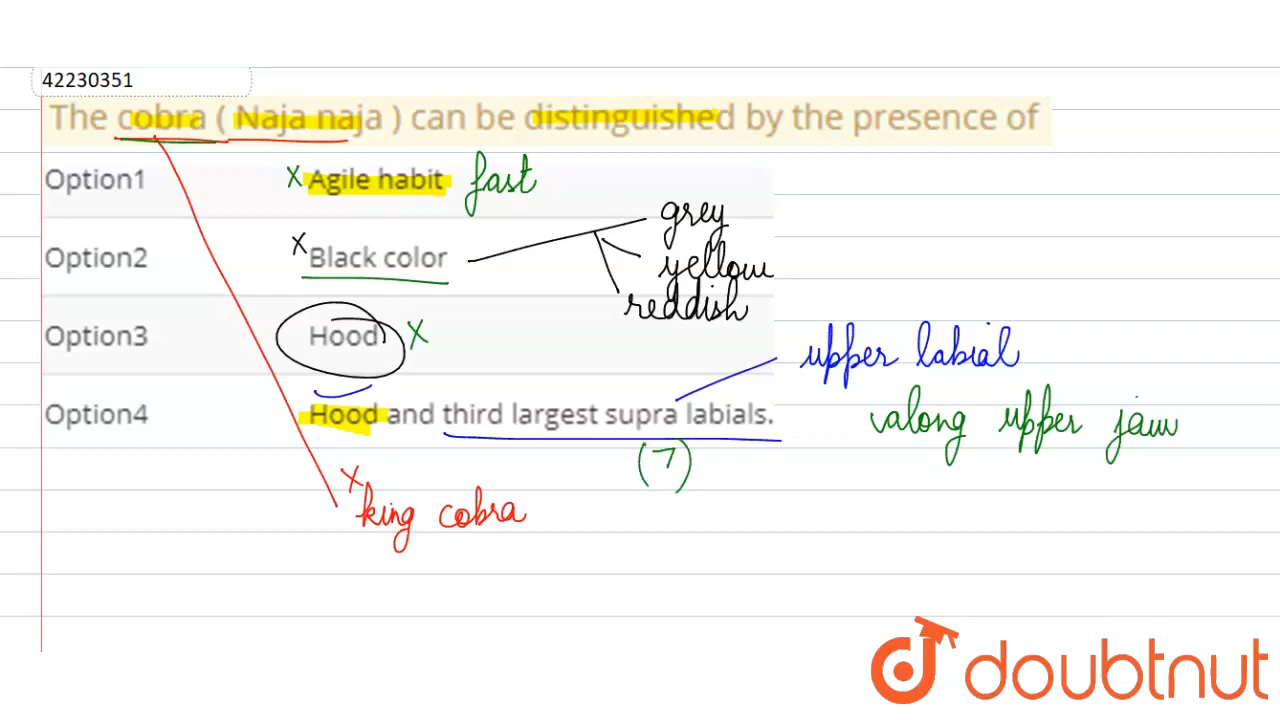 42230351
The cobra ( Naja naja ) can be distinguished by the presence of
Option1 x Agile habit fast
Option2 x Black color grey
yellow
reddish
Option3 Hood x
upper labial
Option4 Hood and third largest supra labials.
along upper jaw
(7)
x king cobra
doubtnut